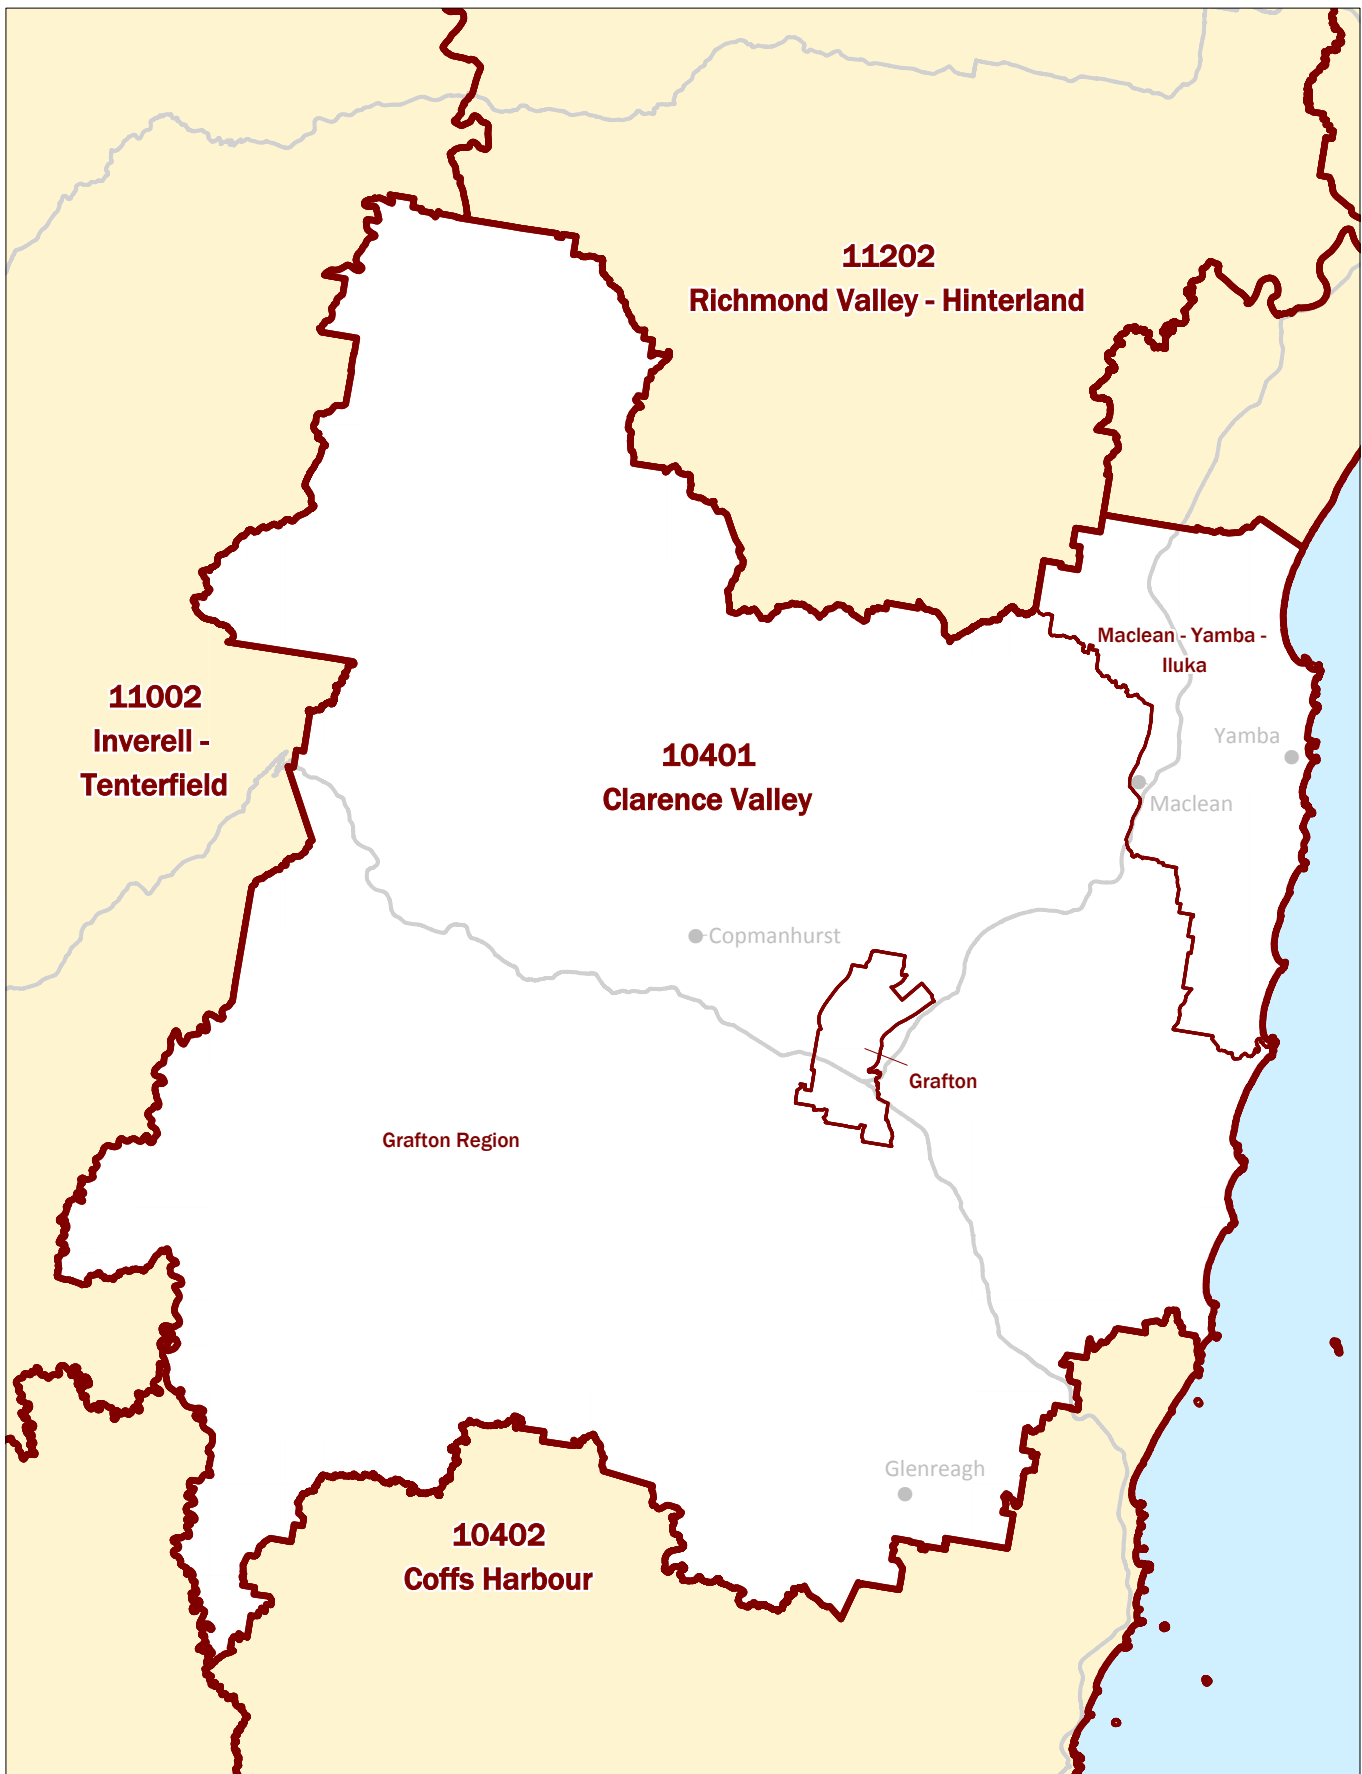 11202
Richmond Valley - Hinterland
Maclean - Yamba -
Iluka
11002
Inverell -
Tenterfield
Yamba
10401
Clarence Valley
Maclean
Copmanhurst
Grafton
Grafton Region
Glenreagh
10402
Coffs Harbour